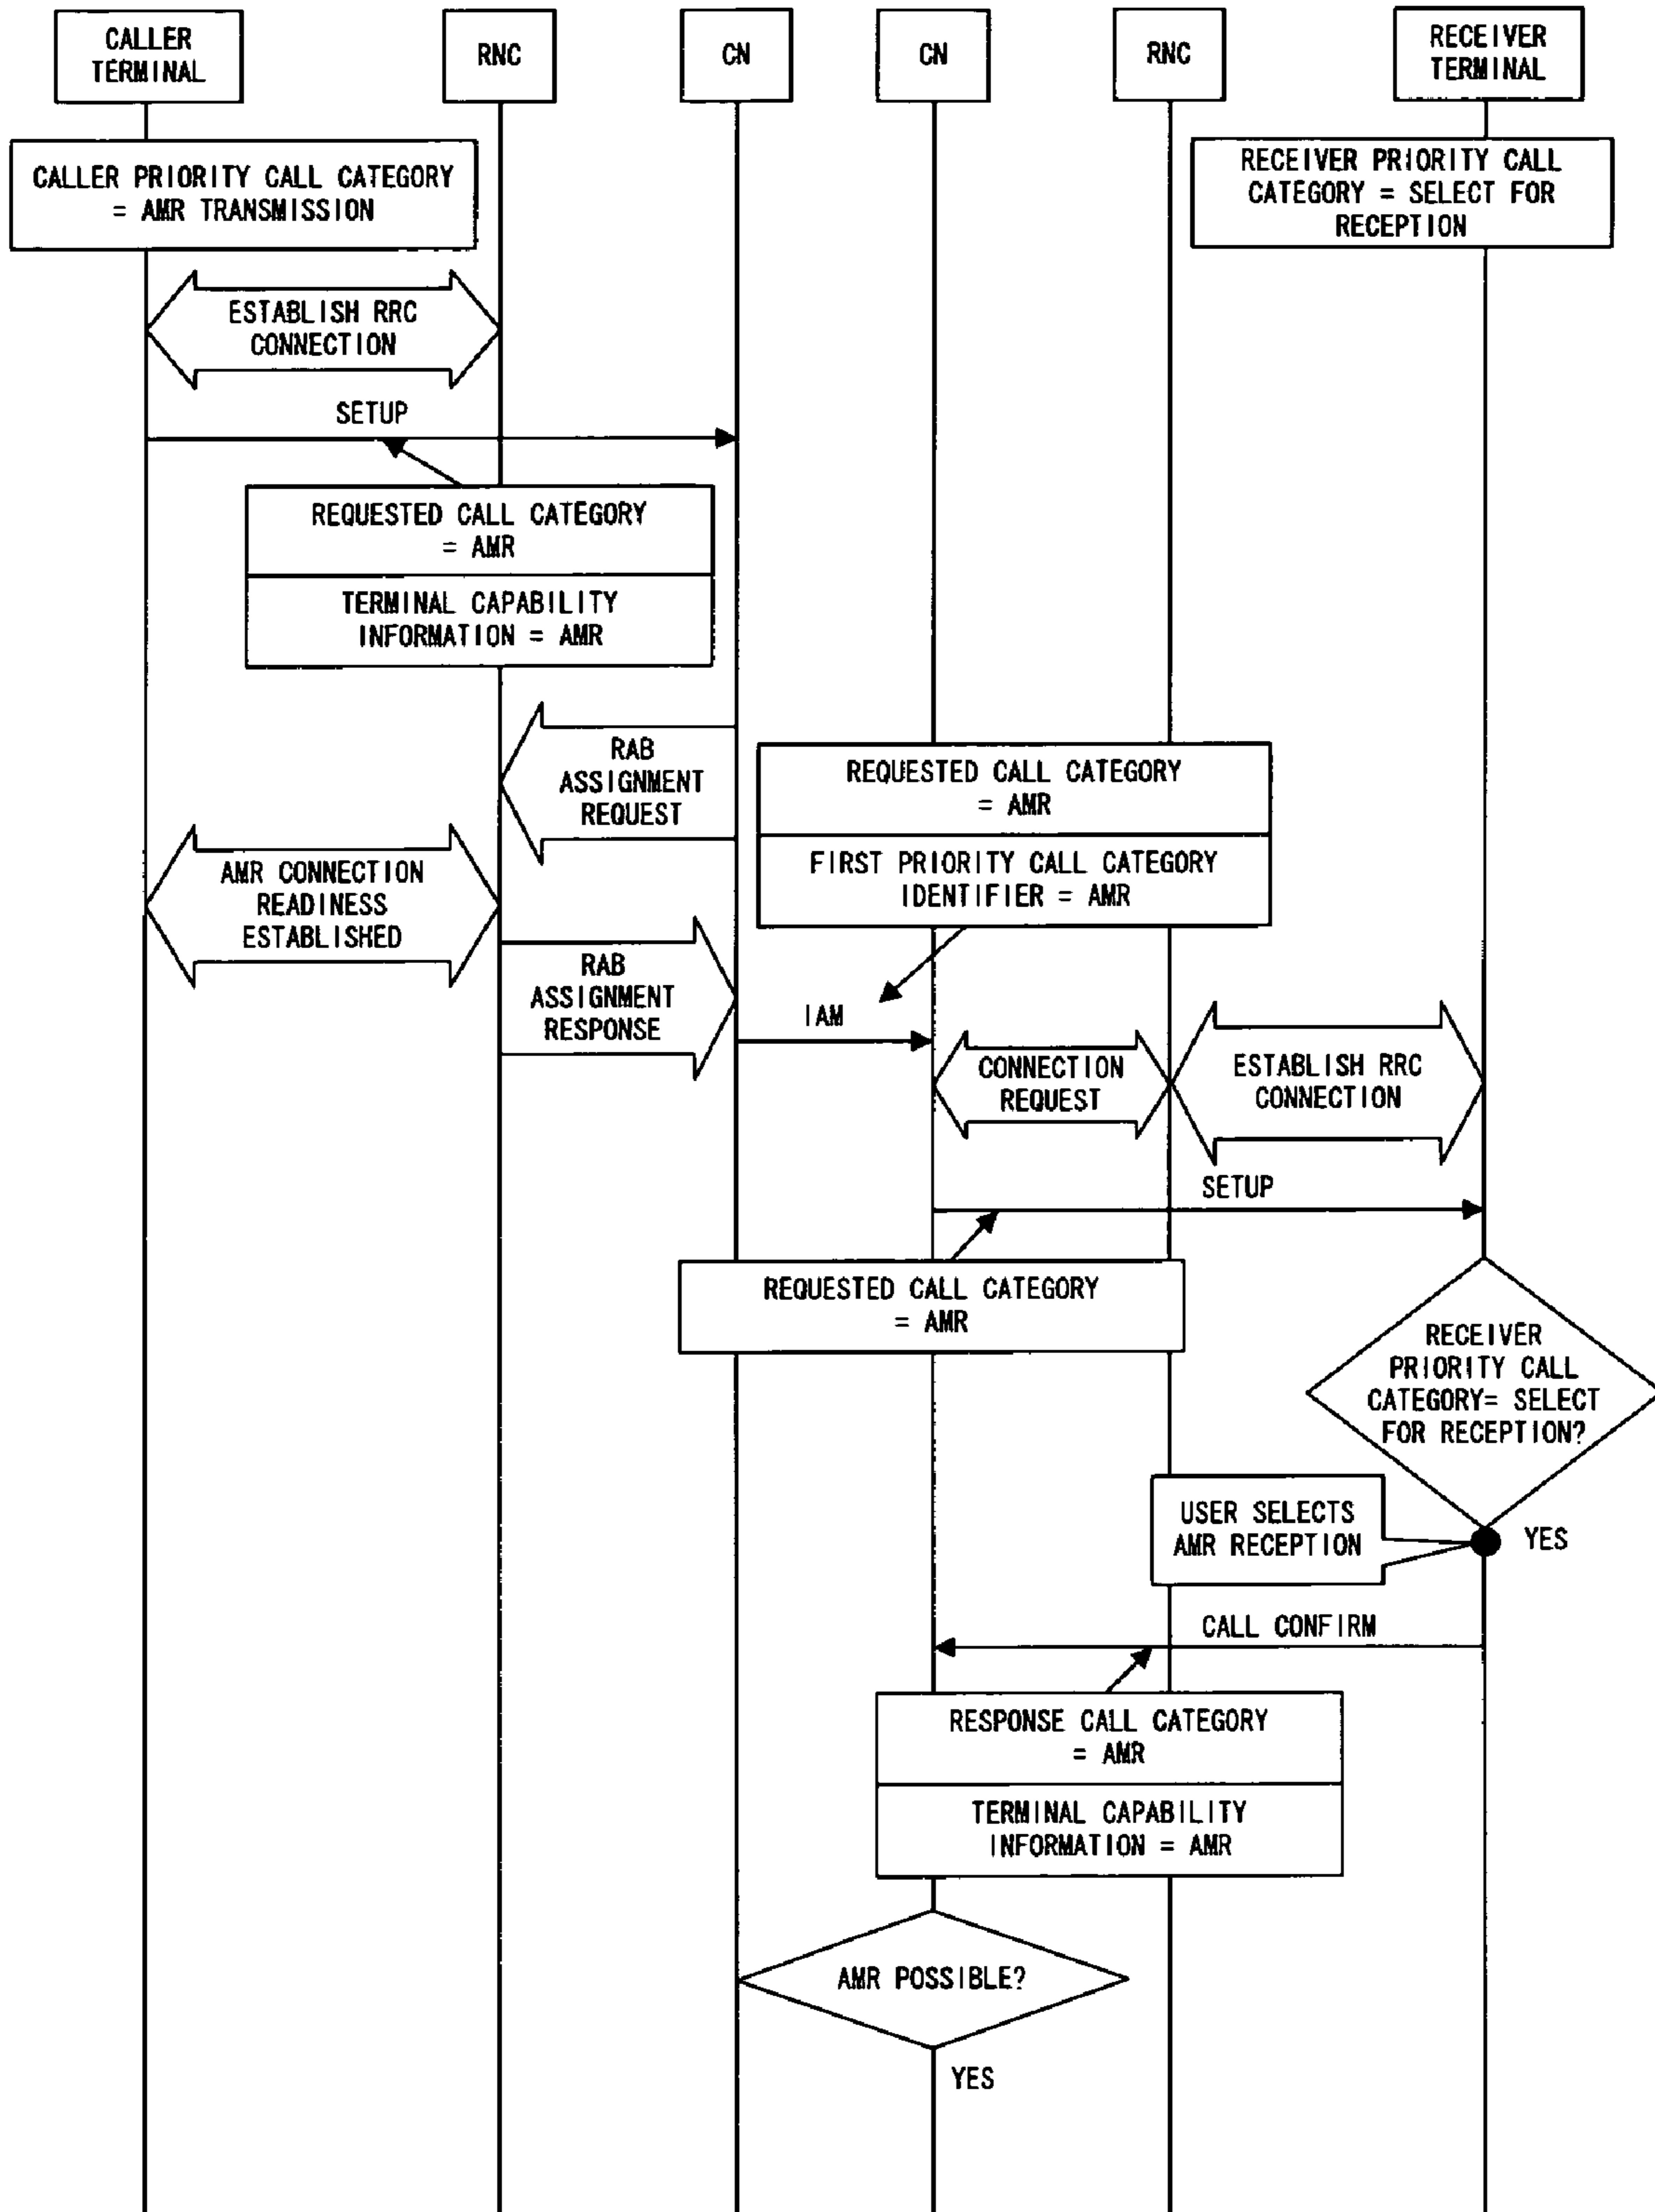 CALLER
TERMINAL
RNC
CN
CN
RNC
RECEIVER
TERMINAL
CALLER PRIORITY CALL CATEGORY
= AMR TRANSMISSION
RECEIVER PRIORITY CALL
CATEGORY = SELECT FOR
RECEPTION
ESTABLISH RRC
CONNECTION
SETUP
REQUESTED CALL CATEGORY
= AMR
TERMINAL CAPABILITY
INFORMATION = AMR
RAB
ASSIGNMENT
REQUEST
REQUESTED CALL CATEGORY
= AMR
FIRST PRIORITY CALL CATEGORY
IDENTIFIER = AMR
AMR CONNECTION
READINESS
ESTABLISHED
RAB
ASSIGNMENT
RESPONSE
IAM
CONNECTION
REQUEST
ESTABLISH RRC
CONNECTION
SETUP
REQUESTED CALL CATEGORY
= AMR
RECEIVER
PRIORITY CALL
CATEGORY= SELECT
FOR RECEPTION?
USER SELECTS
AMR RECEPTION
YES
CALL CONFIRM
RESPONSE CALL CATEGORY
= AMR
TERMINAL CAPABILITY
INFORMATION = AMR
AMR POSSIBLE?
YES